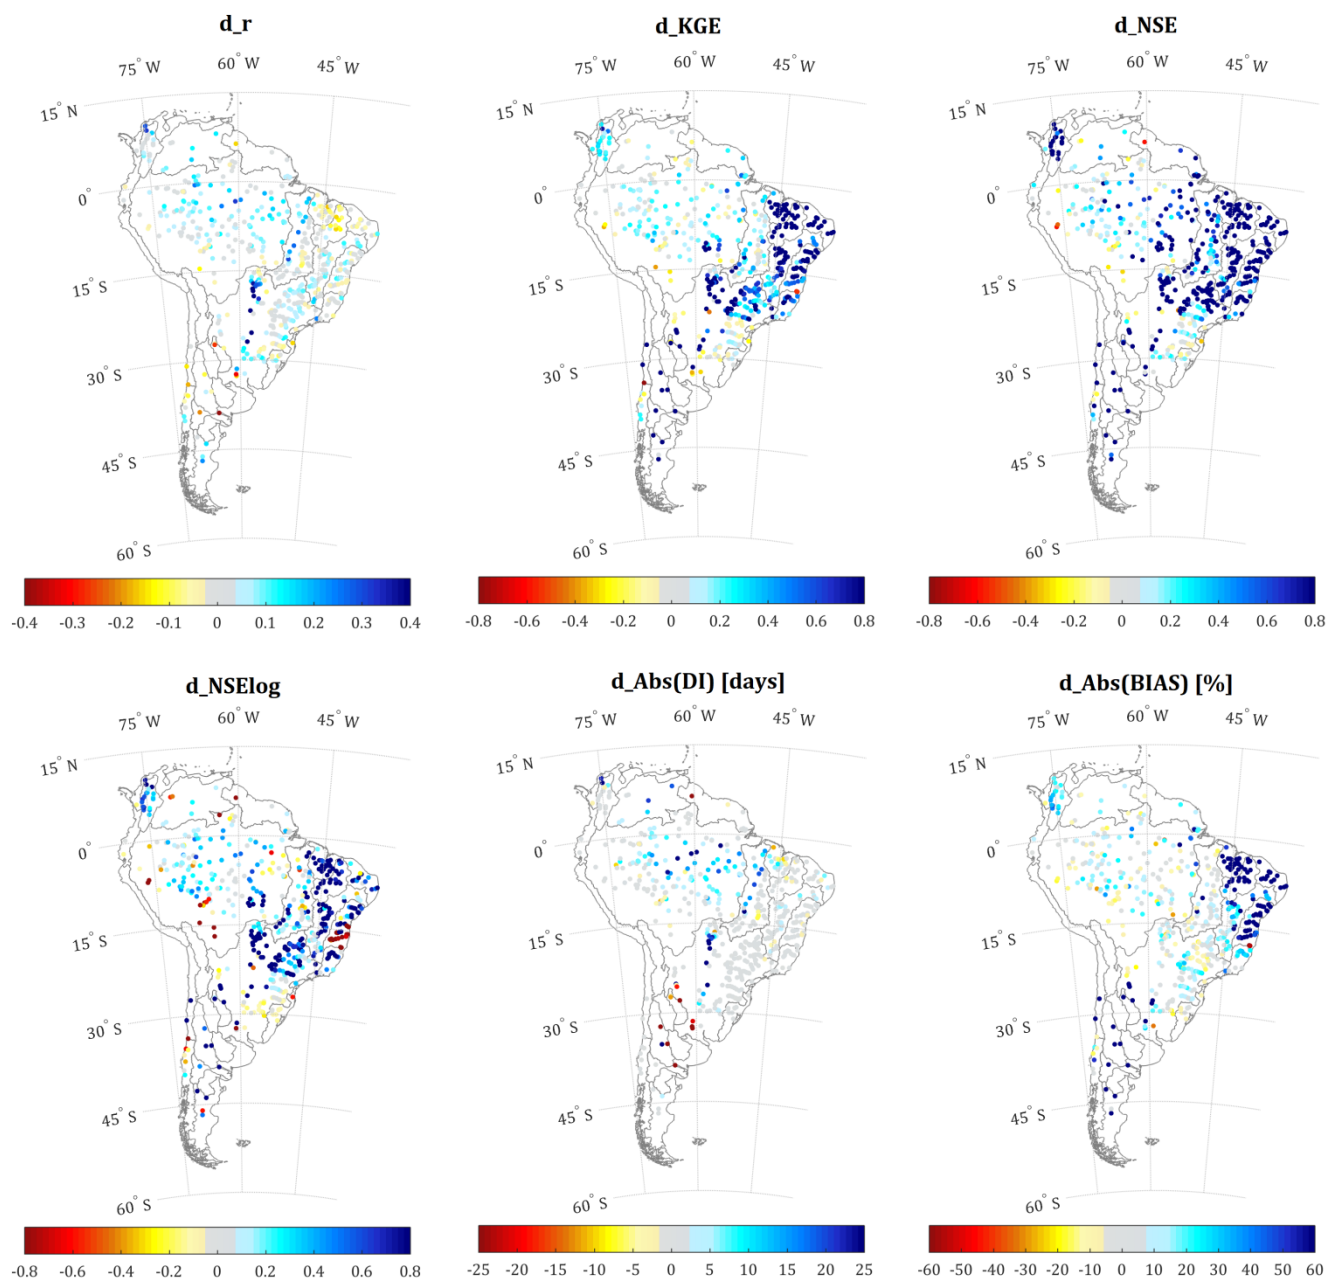 d_r
d_KGE
d_NSE
75° W 60° W 45° W
75° W 60° W 45° W
75° W 60° W 45° W
15° N
15° N
15° N
0°
0°
0°
15° S
15° S
15° S
30° S
30° S
30° S
45° S
45° S
45° S
60° S
60° S
60° S
-0.4 -0.3 -0.2 -0.1 0 0.1 0.2 0.3 0.4
-0.8 -0.6 -0.4 -0.2 0 0.2 0.4 0.6 0.8
-0.8 -0.6 -0.4 -0.2 0 0.2 0.4 0.6 0.8
d_NSElog
d_Abs(DI) [days]
d_Abs(BIAS) [%]
75° W 60° W 45° W
75° W 60° W 45° W
75° W 60° W 45° W
15° N
15° N
15° N
0°
0°
0°
15° S
15° S
15° S
30° S
30° S
30° S
45° S
45° S
45° S
60° S
60° S
60° S
-0.8 -0.6 -0.4 -0.2 0 0.2 0.4 0.6 0.8
-25 -20 -15 -10 -5 0 5 10 15 20 25
-60 -50 -40 -30 -20 -10 0 10 20 30 40 50 60